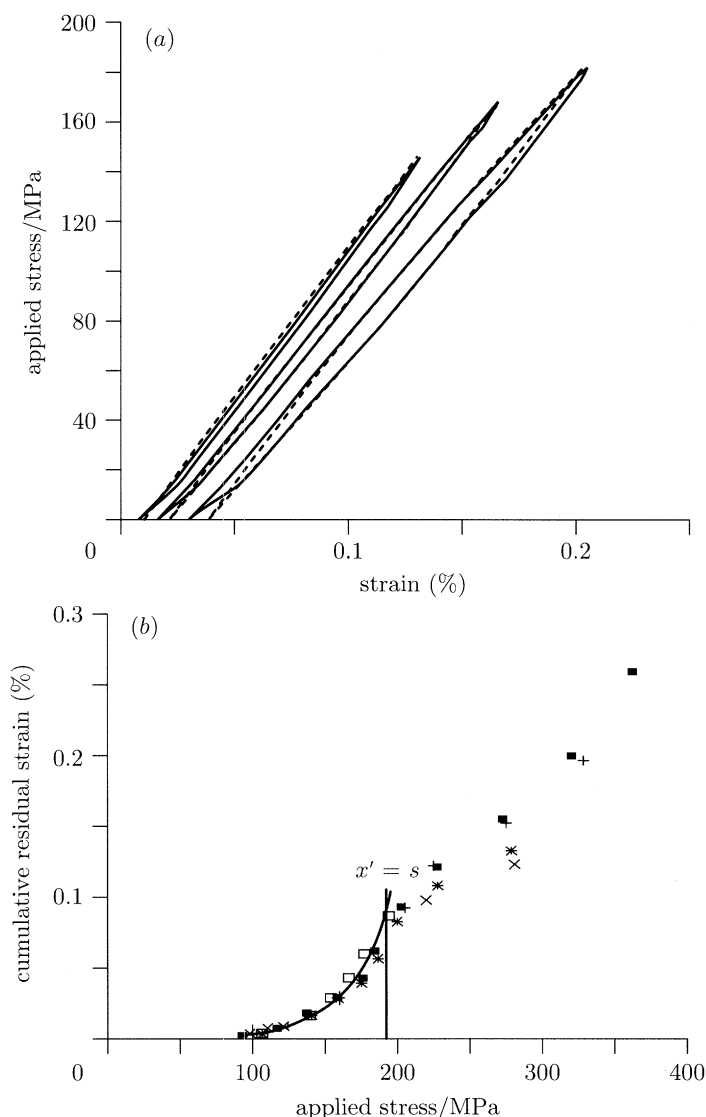 (a)
200
160
120
80
40
0
0.1
0.2
applied stress/MPa
strain (%)
(b)
0.3
0.2
0.1
0
100
200
300
400
x′ = s
cumulative residual strain (%)
applied stress/MPa